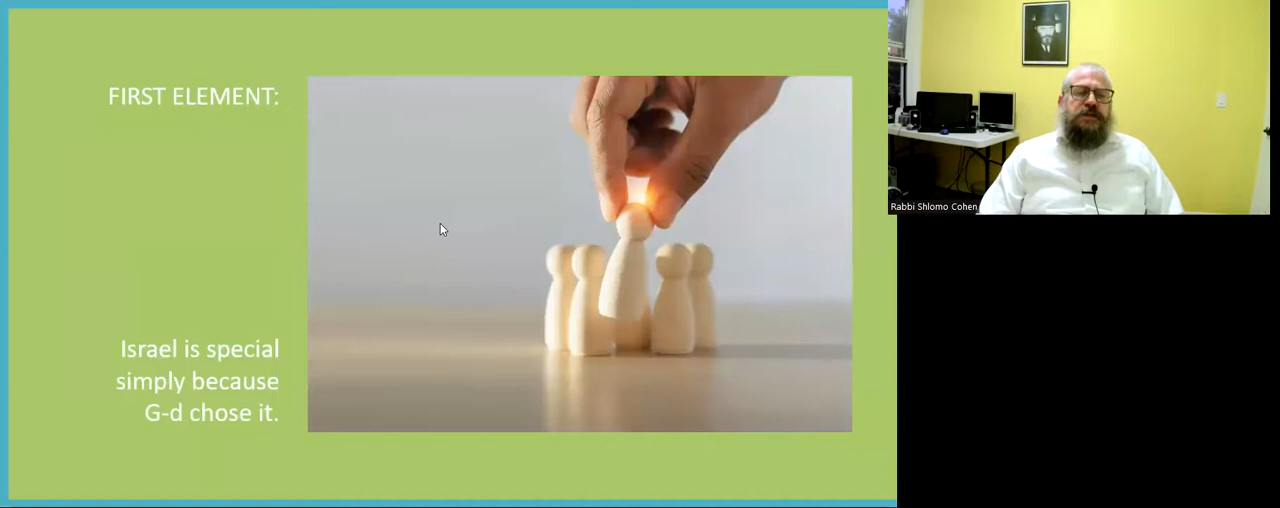 FIRST ELEMENT:
Israel is special
simply because
G-d chose it.
Rabbi Shlomo Cohen